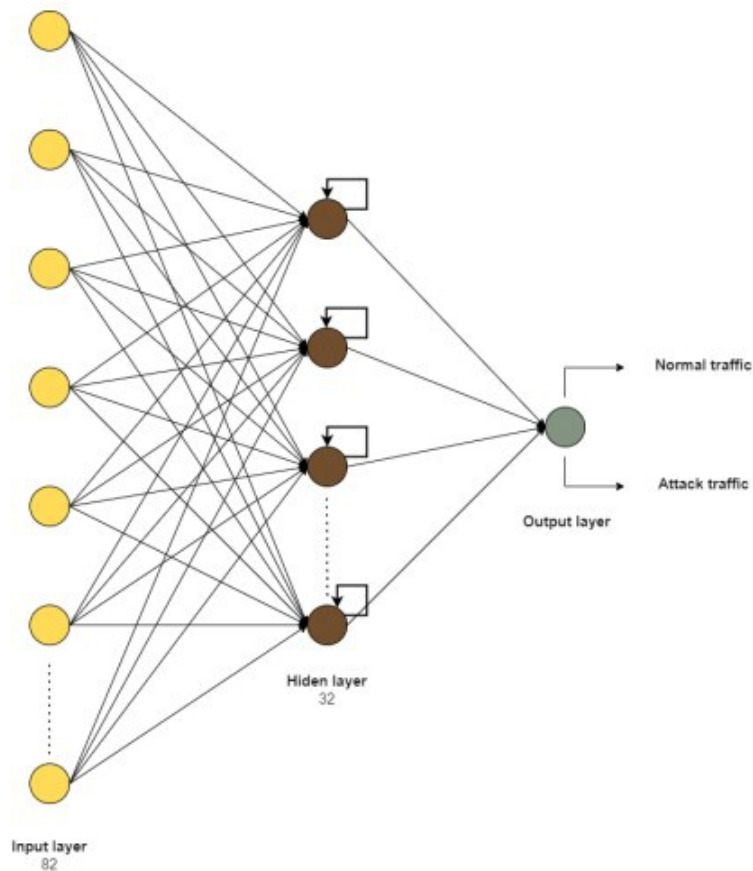 Normal traffic
Attack traffic
Output layer
Hiden layer
32
Input layer
82